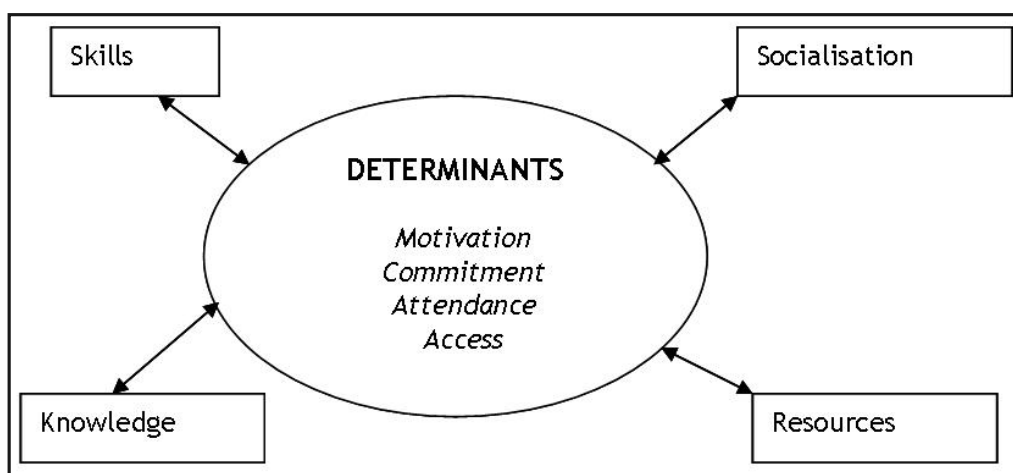 Skills
Socialisation
DETERMINANTS
Motivation
Commitment
Attendance
Access
Knowledge
Resources